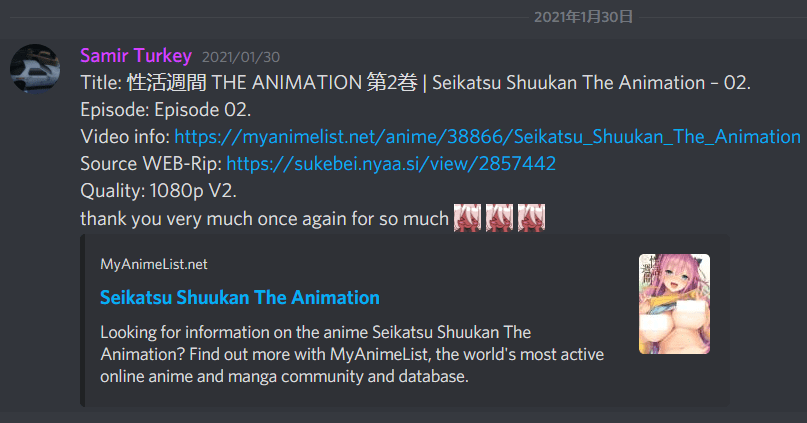 2021年1月30日
Samir Turkey 2021/01/30
Title: 性活週間 THE ANIMATION 第2巻 | Seikatsu Shuukan The Animation – 02.
Episode: Episode 02.
Video info: https://myanimelist.net/anime/38866/Seikatsu_Shuukan_The_Animation
Source WEB-Rip: https://sukebei.nyaa.si/view/2857442
Quality: 1080p V2.
thank you very much once again for so much
MyAnimeList.net
Seikatsu Shuukan The Animation
Looking for information on the anime Seikatsu Shuukan The
Animation? Find out more with MyAnimeList, the world's most active
online anime and manga community and database.
性活週間